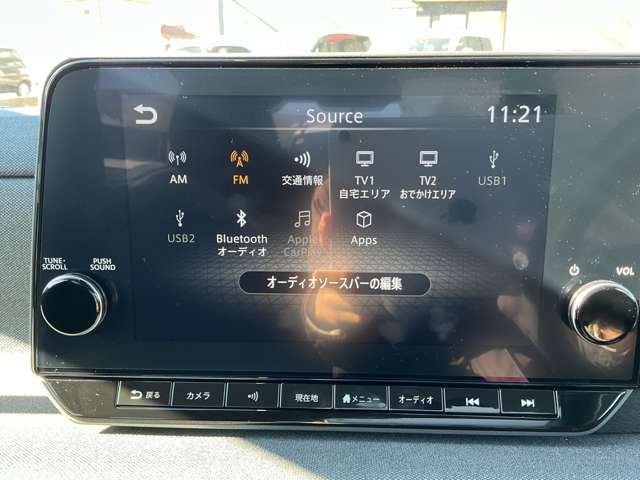 Source
11:21
AM
FM
交通情報
TV1
自宅エリア
TV2
おでかけエリア
USB1
USB2
Bluetooth
オーディオ
Apple
CarPlay
Apps
オーディオソースバーの編集
TUNE・
SCROLL
PUSH
SOUND
VOL
戻る
カメラ
現在地
メニュー
オーディオ